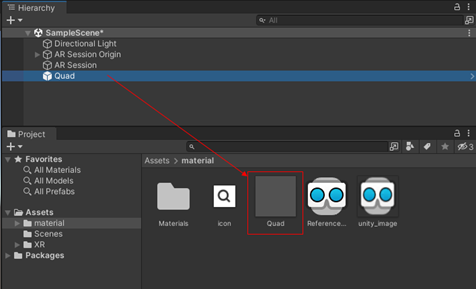 Hierarchy
All
SampleScene*
Directional Light
AR Session Origin
AR Session
Quad
Project
3
Favorites
All Materials
All Models
All Prefabs
Assets
material
Scenes
XR
Packages
Assets > material
Materials
icon
Quad
Reference...
unity_image